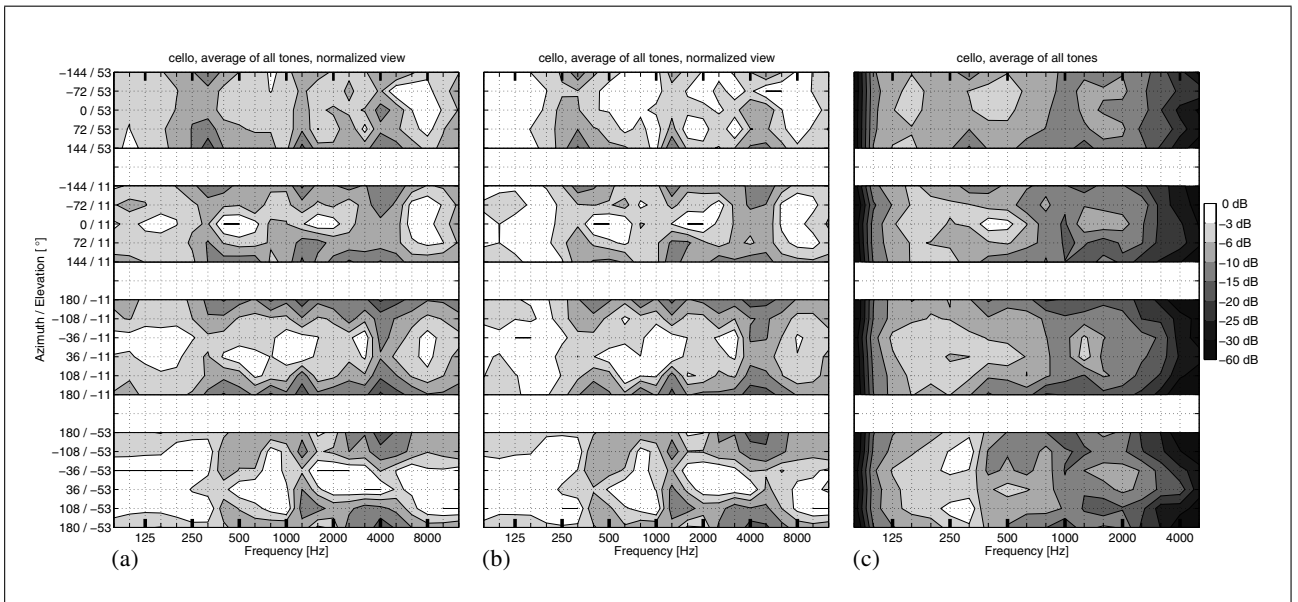 cello, average of all tones, normalized view
cello, average of all tones, normalized view
cello, average of all tones
Azimuth / Elevation [ ° ]
−144 / 53
−72 / 53
0 / 53
72 / 53
144 / 53
−144 / 11
−72 / 11
0 / 11
72 / 11
144 / 11
180 / −11
−108 / −11
−36 / −11
36 / −11
108 / −11
180 / −11
180 / −53
−108 / −53
−36 / −53
36 / −53
108 / −53
180 / −53
0 dB
−3 dB
−6 dB
−10 dB
−15 dB
−20 dB
−25 dB
−30 dB
−60 dB
125 250 500 1000 2000 4000 8000
125 250 500 1000 2000 4000 8000
125 250 500 1000 2000 4000
Frequency [Hz]
Frequency [Hz]
Frequency [Hz]
(a)
(b)
(c)